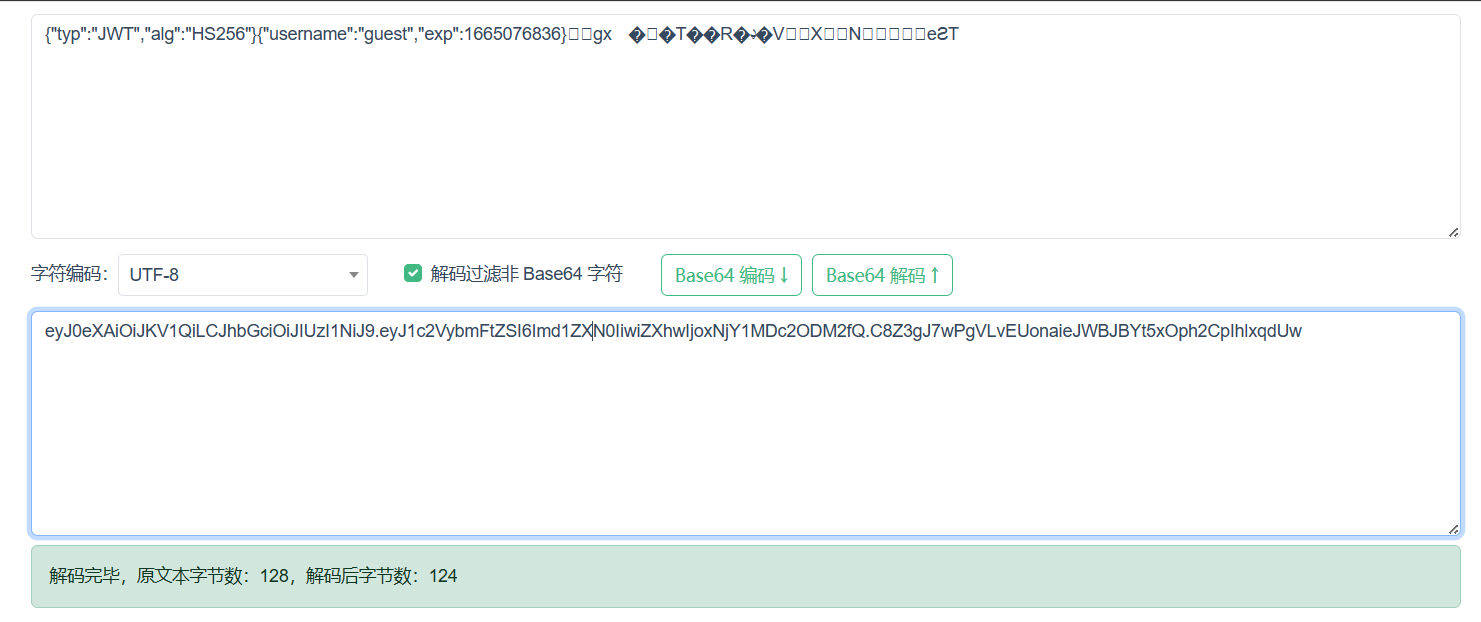 {"typ":"JWT","alg":"HS256"}{"username":"guest","exp":1665076836}□□gx �□�T��R�ޞ�V□□X□□N□□□□□eƧT
字符编码： UTF-8 解码过滤非 Base64 字符 Base64 编码↓ Base64 解码↑
eyJ0eXAiOiJKV1QiLCJhbGciOiJIUzI1NiJ9.eyJ1c2VybmFtZSI6Imd1ZXN0IiwiZXhwIjoxNjY1MDc2ODM2fQ.C8Z3gJ7wPgVLvEUonaieJWBJBYt5xOph2CpIhlxqdUw
解码完毕，原文本字节数：128，解码后字节数：124